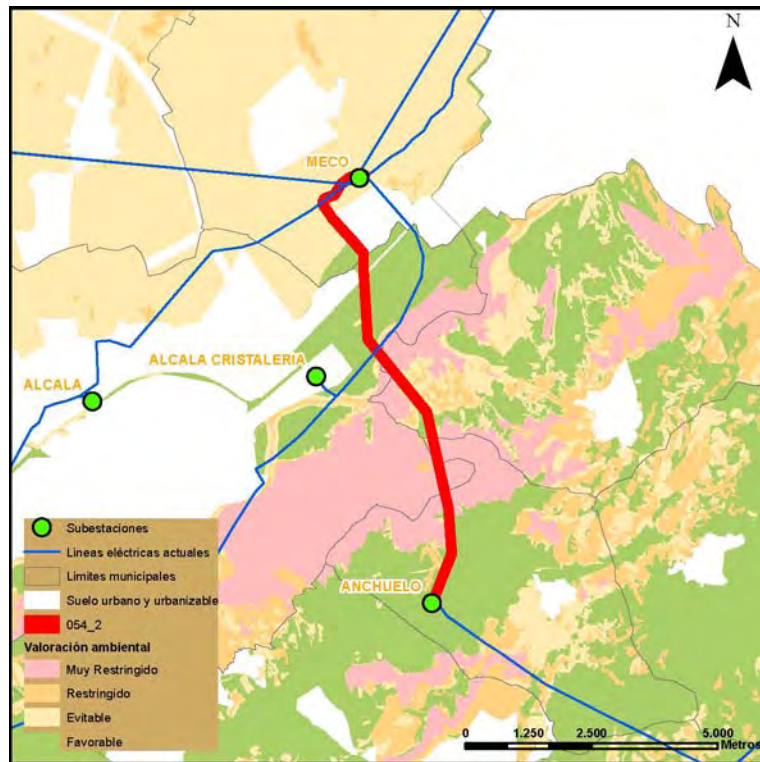 N
MECO
ALCALA CRISTALERIA
ALCALA
ANCHUELO
Subestaciones
Lineas eléctricas actuales
Limites municipales
Suelo urbano y urbanizable
054_2
Valoración ambiental
Muy Restringido
Restringido
Evitable
Favorable
0 1.250 2.500 5.000
Metros